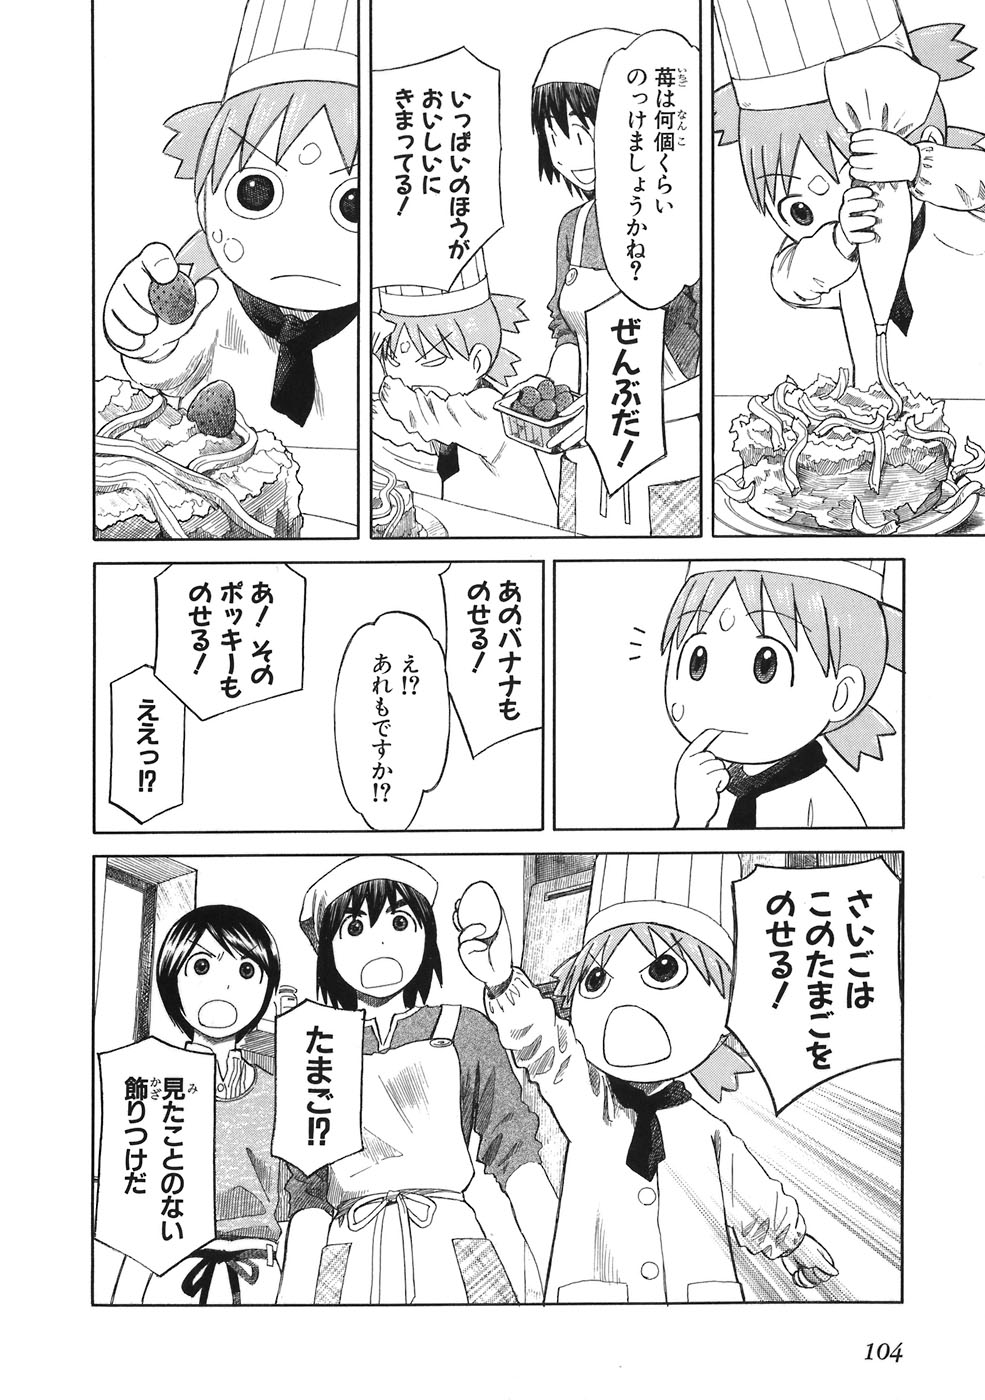 苺は何個くらい
のっけましょうかね?
ぜんぶだ!
いっぱいのほうが
おいしいに
きまってる!
あのバナナも
のせる!
え!?
あれもですか!?
あ!その
ポッキーも
のせる!
ええっ!?
さいごは
このたまごを
のせる!
たまご!?
見たことのない
飾りつけだ
104